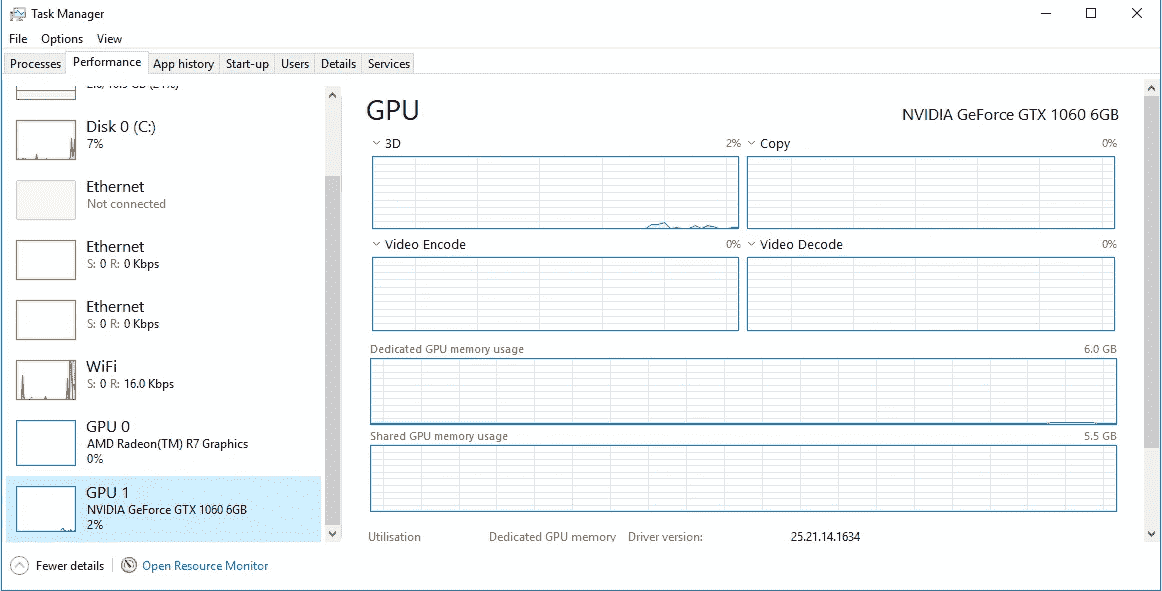 Task Manager
File Options View
Processes Performance App history Start-up Users Details Services
Disk 0 (C:)
7%
Ethernet
Not connected
Ethernet
S: 0 R: 0 Kbps
Ethernet
S: 0 R: 0 Kbps
WiFi
S: 0 R: 16.0 Kbps
GPU 0
AMD Radeon(TM) R7 Graphics
0%
GPU 1
NVIDIA GeForce GTX 1060 6GB
2%
GPU NVIDIA GeForce GTX 1060 6GB
3D 2% Copy 0%
Video Encode 0% Video Decode 0%
Dedicated GPU memory usage 6.0 GB
Shared GPU memory usage 5.5 GB
Utilisation Dedicated GPU memory Driver version: 25.21.14.1634
Fewer details Open Resource Monitor